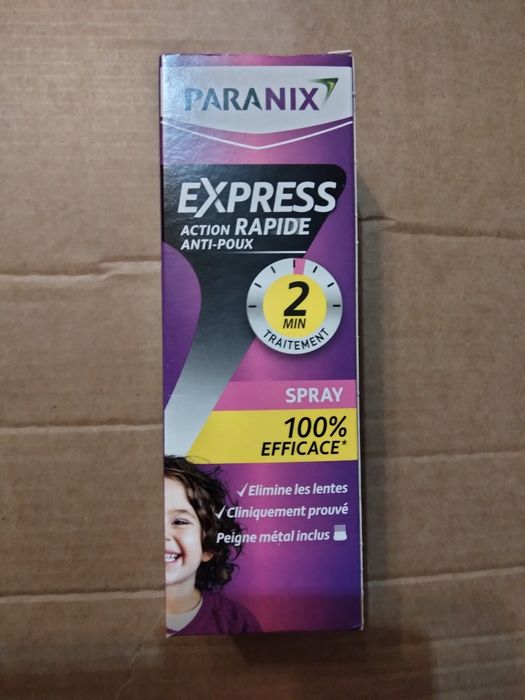 PARANIX
EXPRESS
ACTION RAPIDE
ANTI-POUX
2
MIN
TRAITEMENT
SPRAY
100%
EFFICACE*
✓Elimine les lentes
✓Cliniquement prouvé
Peigne métal inclus